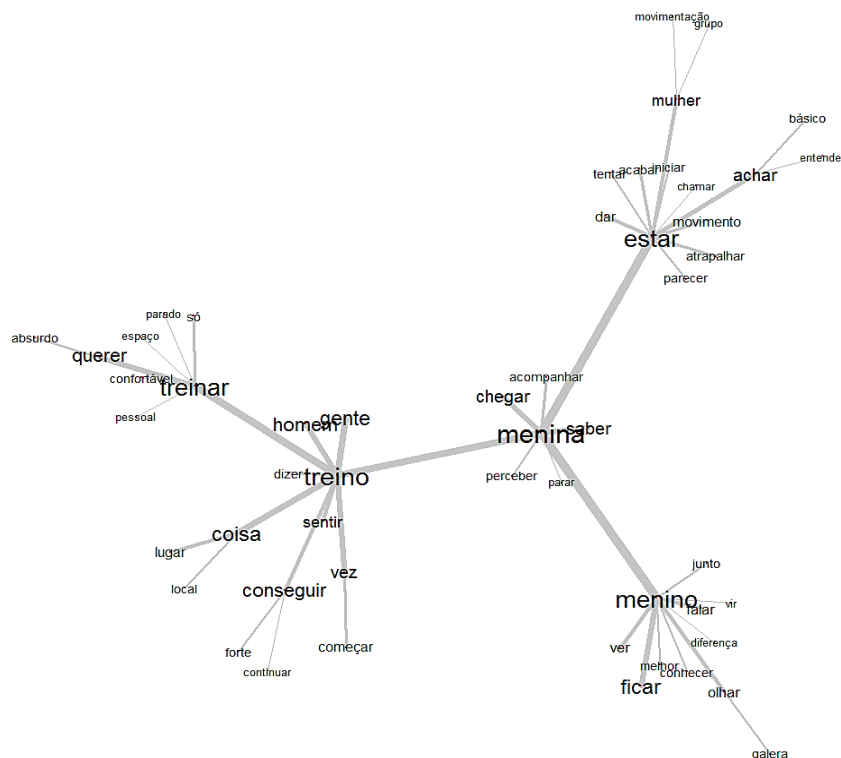 movimentação
grupo
mulher
básico
entende
achar
tentar
acabar
iniciar
chamar
dar
movimento
estar
atrapalhar
parecer
parado
só
espaço
absurdo
querer
confortável
treinar
pessoal
acompanhar
chegar
menina
saber
perceber
parar
homem
gente
dizer
treino
sentir
coisa
lugar
local
vez
conseguir
forte
começar
continuar
junto
menino
falar
vir
diferença
ver
melhor
conhecer
ficar
olhar
galera